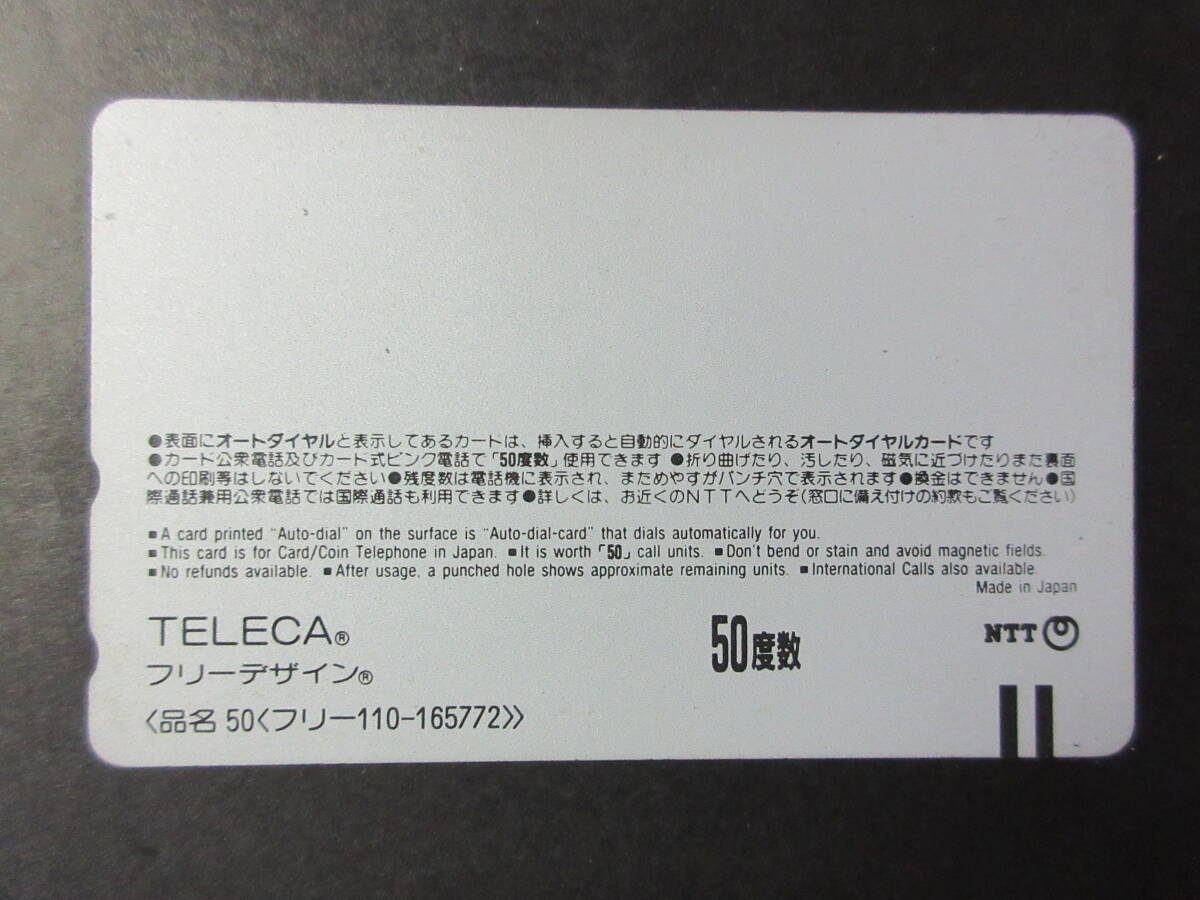 ●表面にオートダイヤルと表示してあるカードは、挿入すると自動的にダイヤルされるオートダイヤルカードです
●カード公衆電話及びカード式ピンク電話で「50度数」使用できます ●折り曲げたり、汚したり、磁気に近づけたりまた裏面
への印刷等はしないでください●残度数は電話機に表示され、まためやすがパンチ穴で表示されます●換金はできません●国
際通話兼用公衆電話では国際通話も利用できます●詳しくは、お近くのNTTへどうぞ(窓口に備え付けの約款もご覧ください)
■A card printed "Auto-dial" on the surface is "Auto-dial-card" that dials automatically for you.
■This card is for Card/Coin Telephone in Japan. ■It is worth「50」call units. ■Don't bend or stain and avoid magnetic fields.
■No refunds available. ■After usage, a punched hole shows approximate remaining units. ■International Calls also available.
Made in Japan
TELECA®
50度数
NTT
フリーデザイン®
〈品名 50〈フリー110-165772〉〉